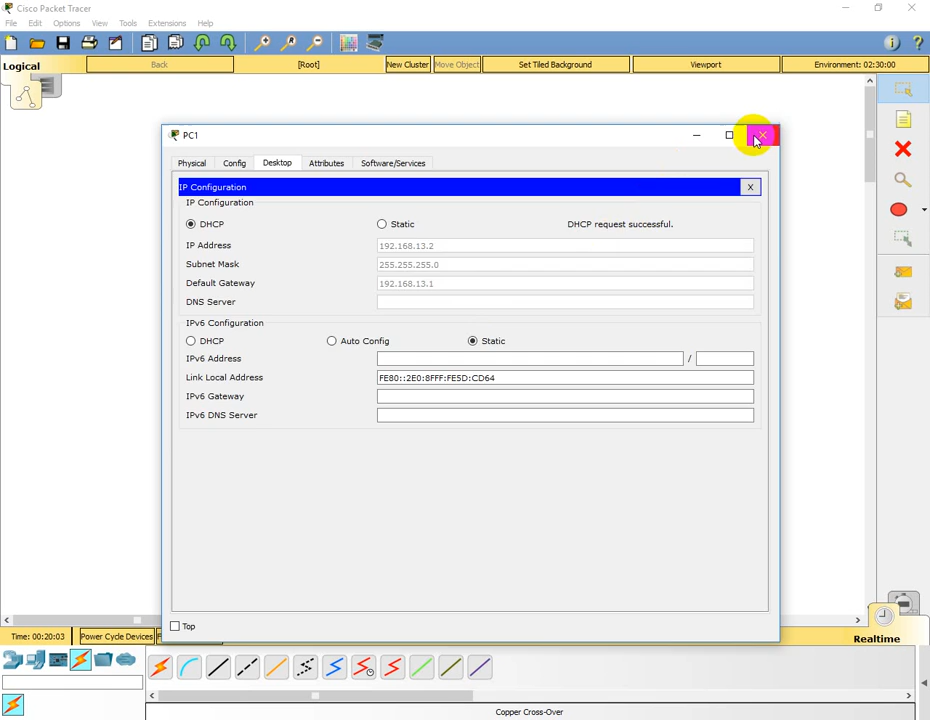 Cisco Packet Tracer
File Edit Options View Tools Extensions Help
Logical Back [Root] New Cluster Move Object Set Tiled Background Viewport Environment: 02:30:00
PC1
Physical Config Desktop Attributes Software/Services
IP Configuration X
IP Configuration
DHCP Static DHCP request successful.
IP Address 192.168.13.2
Subnet Mask 255.255.255.0
Default Gateway 192.168.13.1
DNS Server
IPv6 Configuration
DHCP Auto Config Static
IPv6 Address /
Link Local Address FE80::2E0:8FFF:FE5D:CD64
IPv6 Gateway
IPv6 DNS Server
Top
Time: 00:20:03 Power Cycle Devices Realtime
Copper Cross-Over